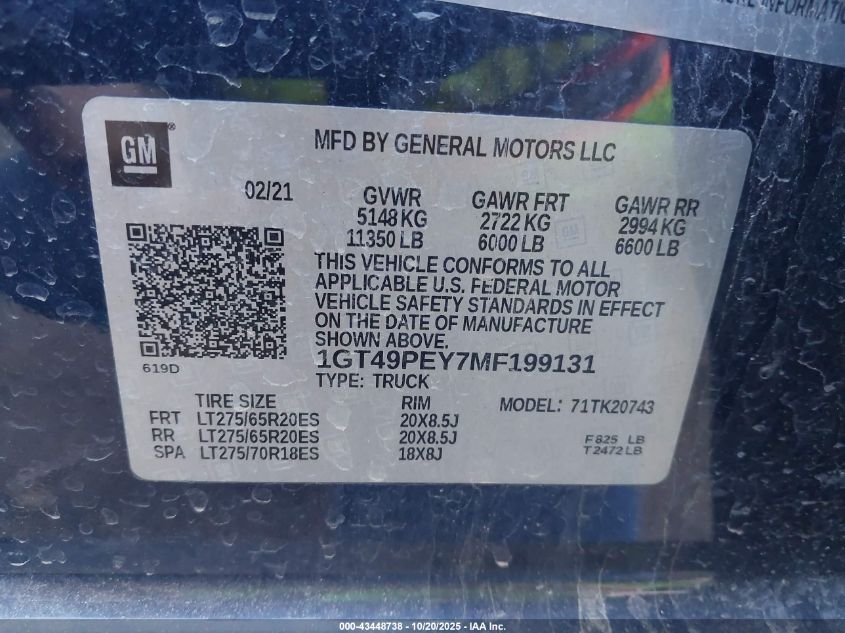 INFORMATION
GM
MFD BY GENERAL MOTORS LLC
02/21 GVWR GAWR FRT GAWR RR
5148 KG 2722 KG 2994 KG
11350 LB 6000 LB 6600 LB
THIS VEHICLE CONFORMS TO ALL
APPLICABLE U.S. FEDERAL MOTOR
VEHICLE SAFETY STANDARDS IN EFFECT
ON THE DATE OF MANUFACTURE
SHOWN ABOVE.
619D 1GT49PEY7MF199131
TYPE: TRUCK
TIRE SIZE RIM MODEL: 71TK20743
FRT LT275/65R20ES 20X8.5J
RR LT275/65R20ES 20X8.5J F 825 LB
SPA LT275/70R18ES 18X8J T 2472 LB
000-43448738 - 10/20/2025 - IAA Inc.